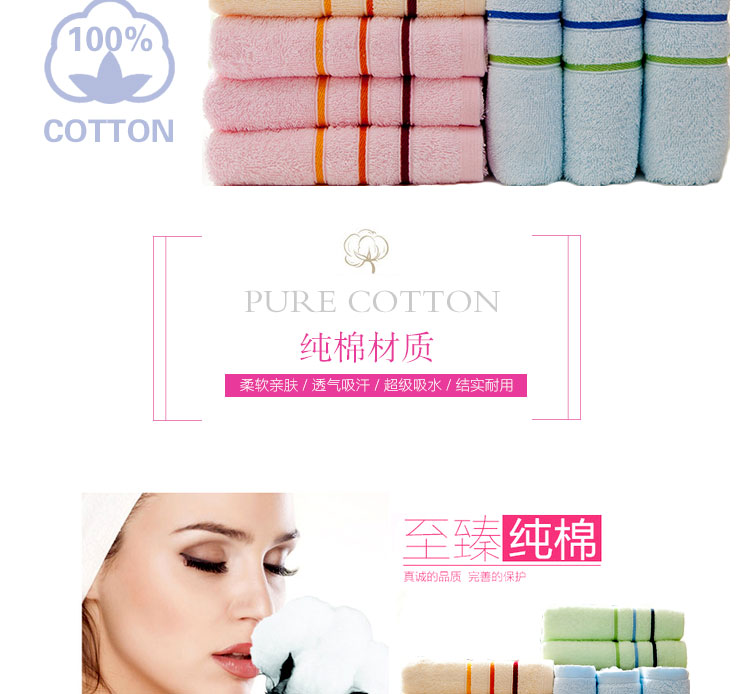 100%
COTTON
PURE COTTON
纯棉材质
柔软亲肤 / 透气吸汗 / 超级吸水 / 结实耐用
至臻纯棉
真诚的品质 完善的保护